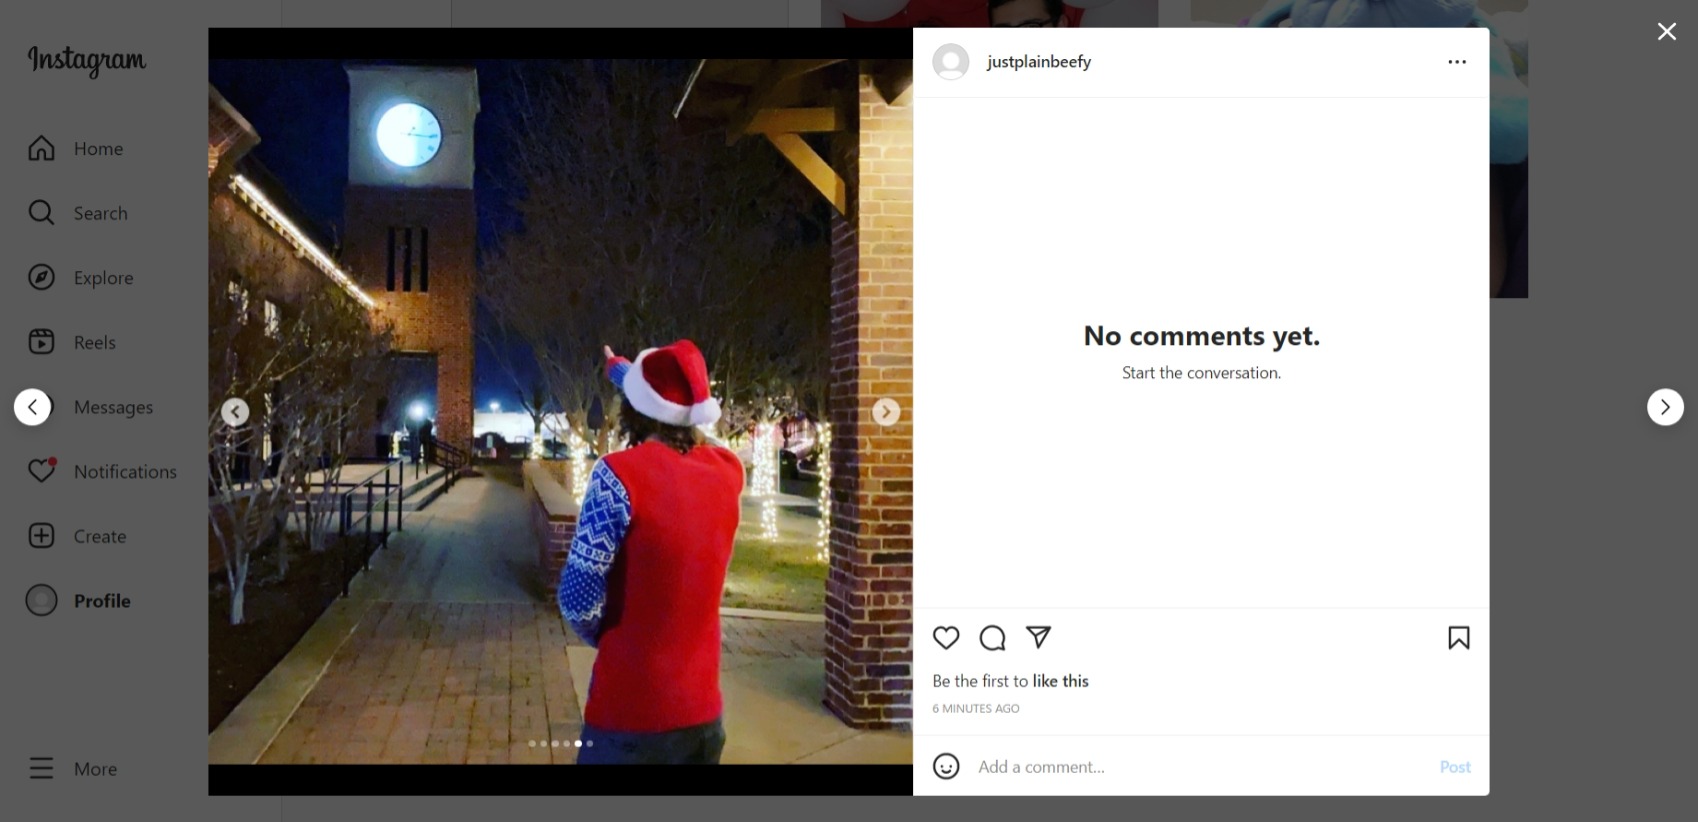 Instagram
Home
Search
Explore
Reels
Messages
Notifications
Create
Profile
More
justplainbeefy
No comments yet.
Start the conversation.
Be the first to like this
6 MINUTES AGO
Add a comment...
Post